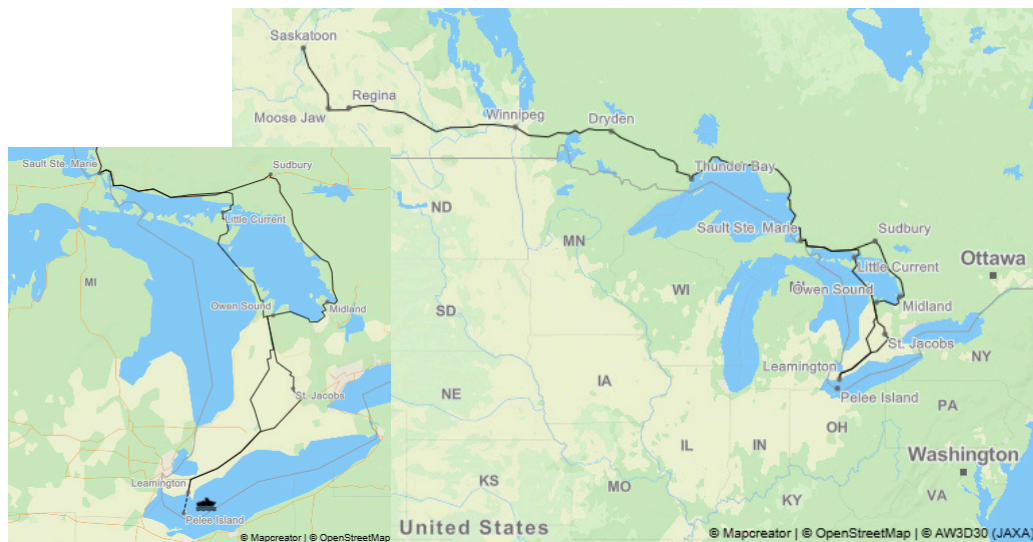 Saskatoon
Regina
Moose Jaw
Winnipeg
Dryden
Thunder Bay
ND
MN
Sault Ste. Marie
Sudbury
Little Current
Ottawa
WI
MI
Owen Sound
Midland
SD
St. Jacobs
NY
Leamington
Pelee Island
NE
IA
PA
IL
IN
OH
Washington
KS
MO
KY
VA
United States
© Mapcreator | © OpenStreetMap | © AW3D30 (JAXA)
Sault Ste. Marie
Sudbury
Little Current
MI
Owen Sound
Midland
St. Jacobs
Leamington
Pelee Island
© Mapcreator | © OpenStreetMap